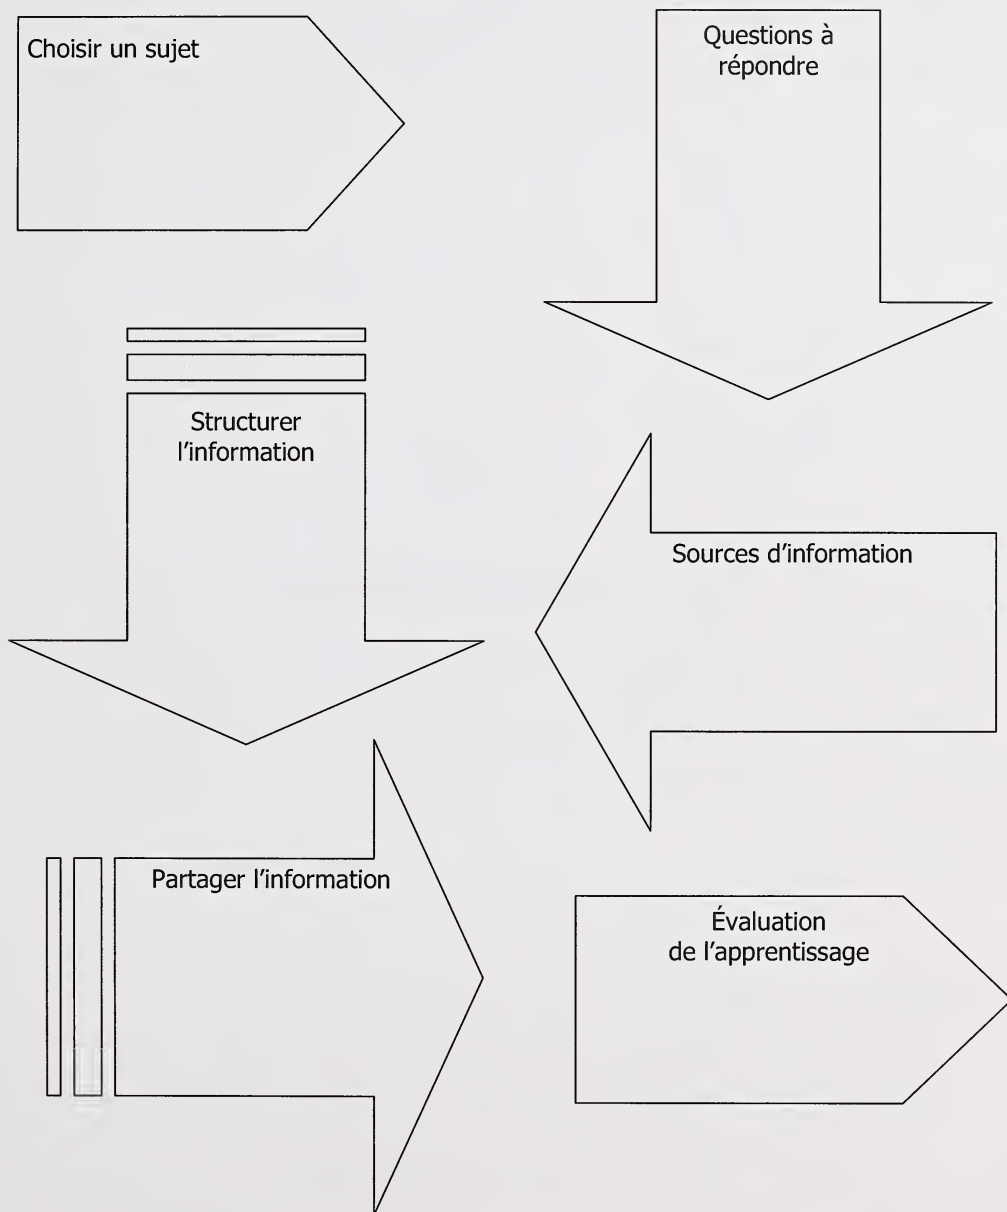 Choisir un sujet
Questions à
répondre
Structurer
l'information
Sources d'information
Partager l'information
Évaluation
de l'apprentissage